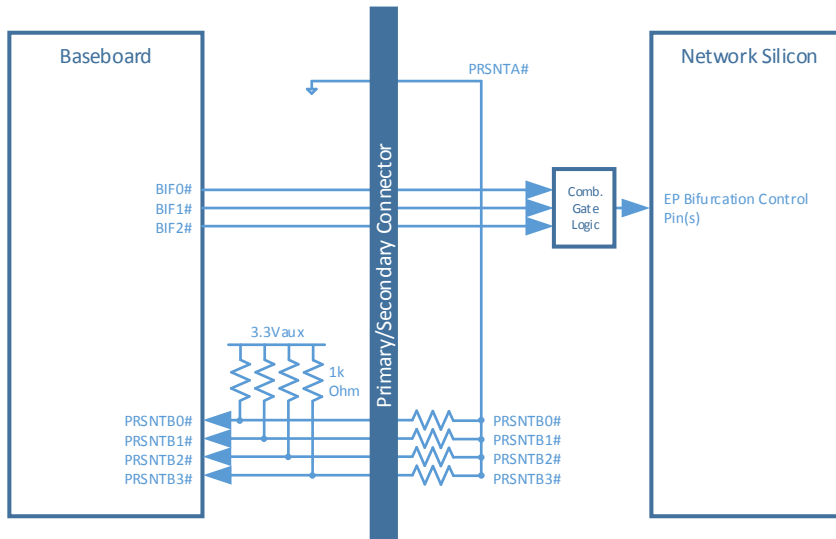 Baseboard
Network Silicon
PRSNTA#
Primary/Secondary Connector
BIF0#
BIF1#
BIF2#
Comb.
Gate
Logic
EP Bifurcation Control
Pin(s)
3.3Vaux
1k
Ohm
PRSNTB0#
PRSNTB1#
PRSNTB2#
PRSNTB3#
PRSNTB0#
PRSNTB1#
PRSNTB2#
PRSNTB3#